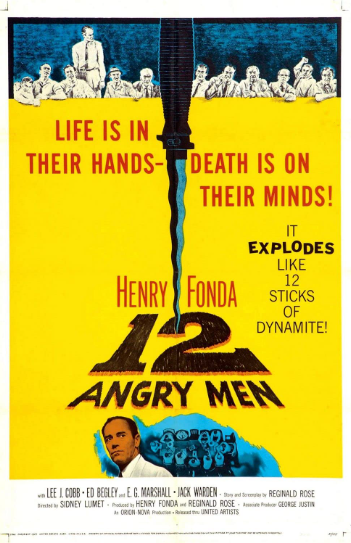 LIFE IS IN
THEIR HANDS- DEATH IS ON
THEIR MINDS!
IT
EXPLODES
LIKE
12
STICKS
OF
DYNAMITE!
HENRY FONDA
12
ANGRY MEN
with LEE J. COBB • ED BEGLEY and E. G. MARSHALL • JACK WARDEN • Story and Screenplay by REGINALD ROSE
Directed by SIDNEY LUMET • Produced by HENRY FONDA and REGINALD ROSE • Associate Producer GEORGE JUSTIN
An ORION-NOVA Production • Released thru UNITED ARTISTS